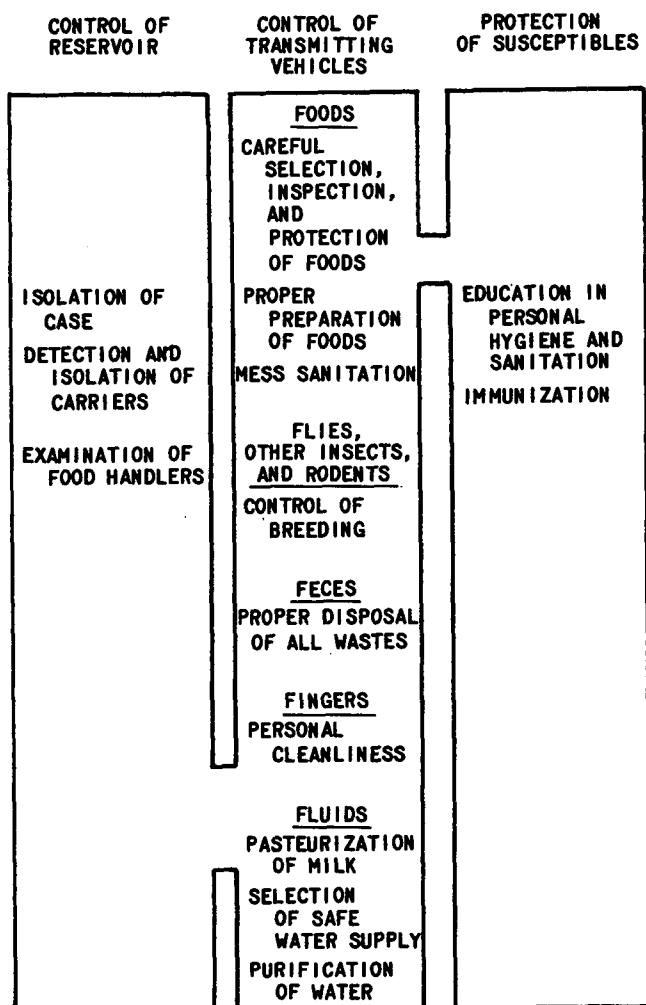 CONTROL OF
RESERVOIR
CONTROL OF
TRANSMITTING
VEHICLES
PROTECTION
OF SUSCEPTIBLES
ISOLATION OF
CASE
DETECTION AND
ISOLATION OF
CARRIERS
EXAMINATION OF
FOOD HANDLERS
FOODS
CAREFUL
SELECTION,
INSPECTION,
AND
PROTECTION
OF FOODS
PROPER
PREPARATION
OF FOODS
MESS SANITATION
FLIES,
OTHER INSECTS,
AND RODENTS
CONTROL OF
BREEDING
FECES
PROPER DISPOSAL
OF ALL WASTES
FINGERS
PERSONAL
CLEANLINESS
FLUIDS
PASTEURIZATION
OF MILK
SELECTION
OF SAFE
WATER SUPPLY
PURIFICATION
OF WATER
EDUCATION IN
PERSONAL
HYGIENE AND
SANITATION
IMMUNIZATION